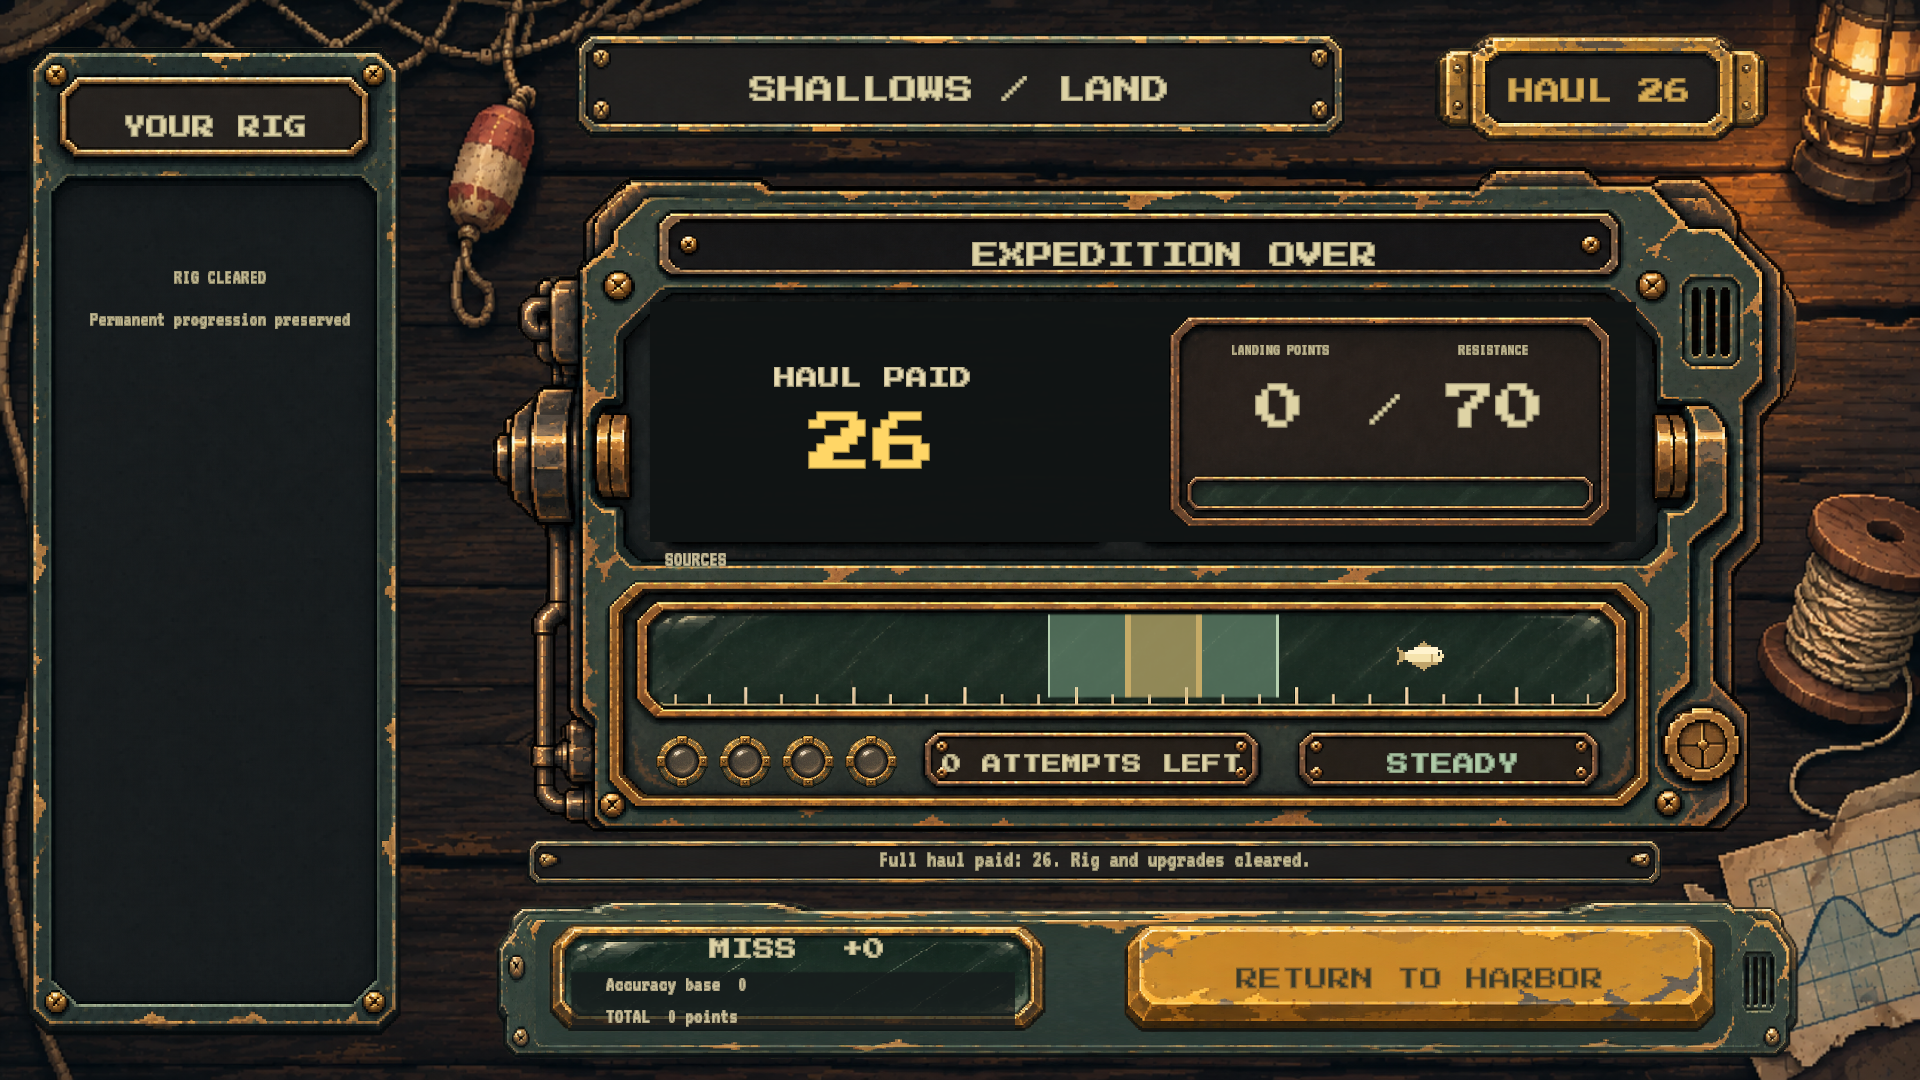 YOUR RIG
RIG CLEARED
Permanent progression preserved
SHALLOWS / LAND
HAUL 26
EXPEDITION OVER
HAUL PAID
26
LANDING POINTS RESISTANCE
0 / 70
SOURCES
0 ATTEMPTS LEFT
STEADY
Full haul paid: 26. Rig and upgrades cleared.
MISS +0
Accuracy base 0
TOTAL 0 points
RETURN TO HARBOR